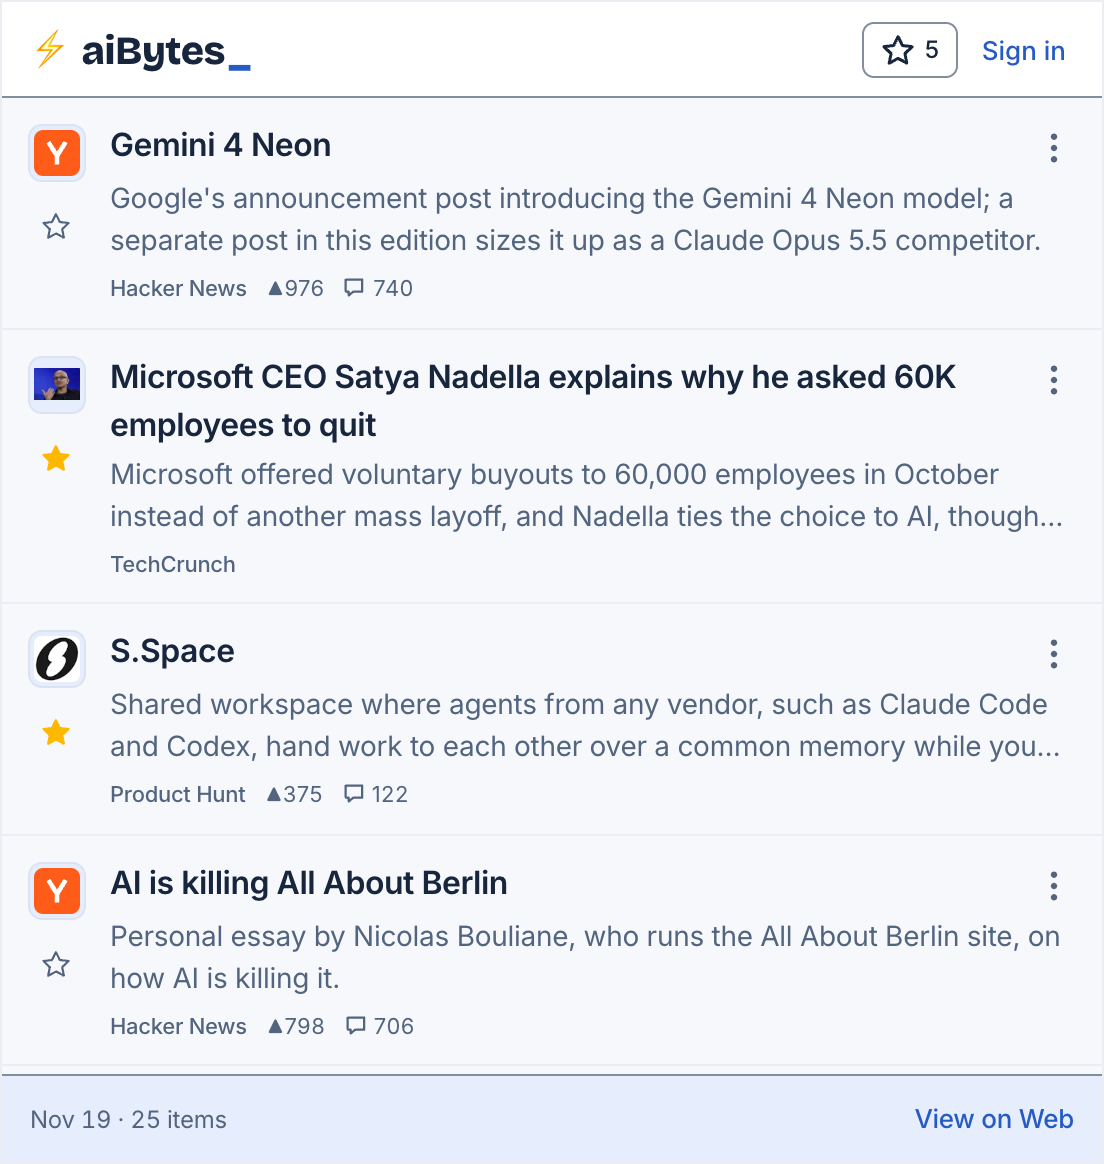 aiBytes_
5
Sign in
Gemini 4 Neon
Google's announcement post introducing the Gemini 4 Neon model; a
separate post in this edition sizes it up as a Claude Opus 5.5 competitor.
Hacker News ▲976 740
Microsoft CEO Satya Nadella explains why he asked 60K
employees to quit
Microsoft offered voluntary buyouts to 60,000 employees in October
instead of another mass layoff, and Nadella ties the choice to AI, though...
TechCrunch
S.Space
Shared workspace where agents from any vendor, such as Claude Code
and Codex, hand work to each other over a common memory while you...
Product Hunt ▲375 122
AI is killing All About Berlin
Personal essay by Nicolas Bouliane, who runs the All About Berlin site, on
how AI is killing it.
Hacker News ▲798 706
Nov 19 · 25 items
View on Web